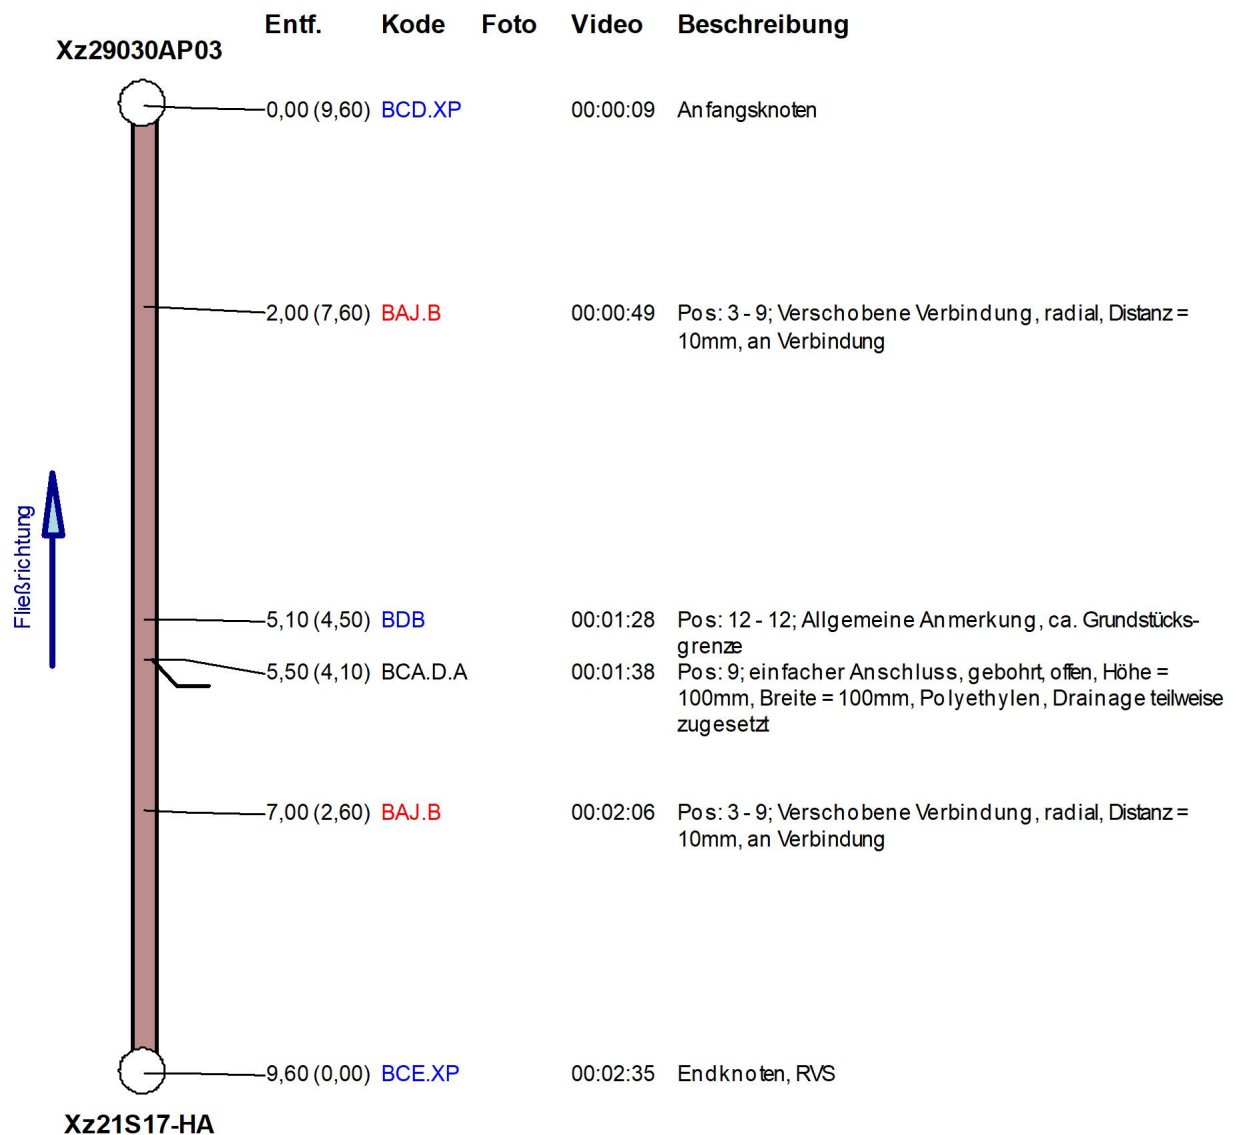 Entf. Kode Foto Video Beschreibung
Xz29030AP03
0,00 (9,60) BCD.XP 00:00:09 Anfangsknoten
2,00 (7,60) BAJ.B 00:00:49 Pos: 3 - 9; Verschobene Verbindung, radial, Distanz =
10mm, an Verbindung
Fließrichtung
5,10 (4,50) BDB 00:01:28 Pos: 12 - 12; Allgemeine Anmerkung, ca. Grundstücks-
grenze
5,50 (4,10) BCA.D.A 00:01:38 Pos: 9; einfacher Anschluss, gebohrt, offen, Höhe =
100mm, Breite = 100mm, Polyethylen, Drainage teilweise
zugesetzt
7,00 (2,60) BAJ.B 00:02:06 Pos: 3 - 9; Verschobene Verbindung, radial, Distanz =
10mm, an Verbindung
9,60 (0,00) BCE.XP 00:02:35 Endknoten, RVS
Xz21S17-HA